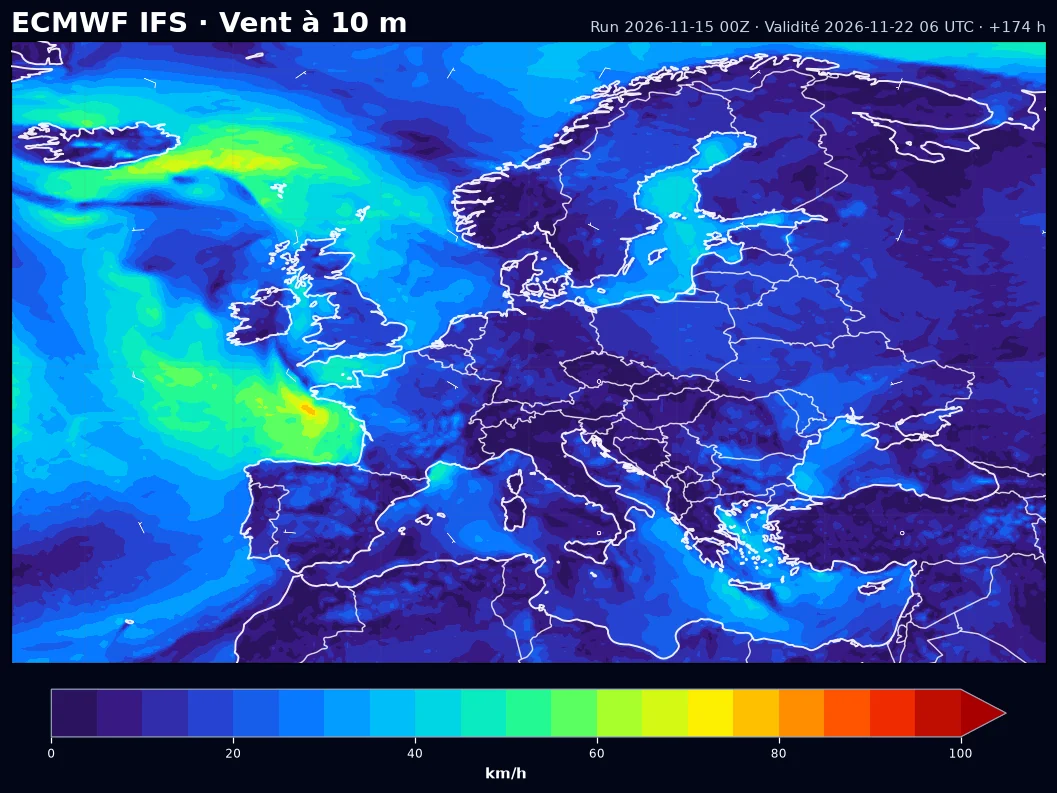 ECMWF IFS · Vent à 10 m
Run 2026-11-15 00Z · Validité 2026-11-22 06 UTC · +174 h
0 20 40 60 80 100
km/h